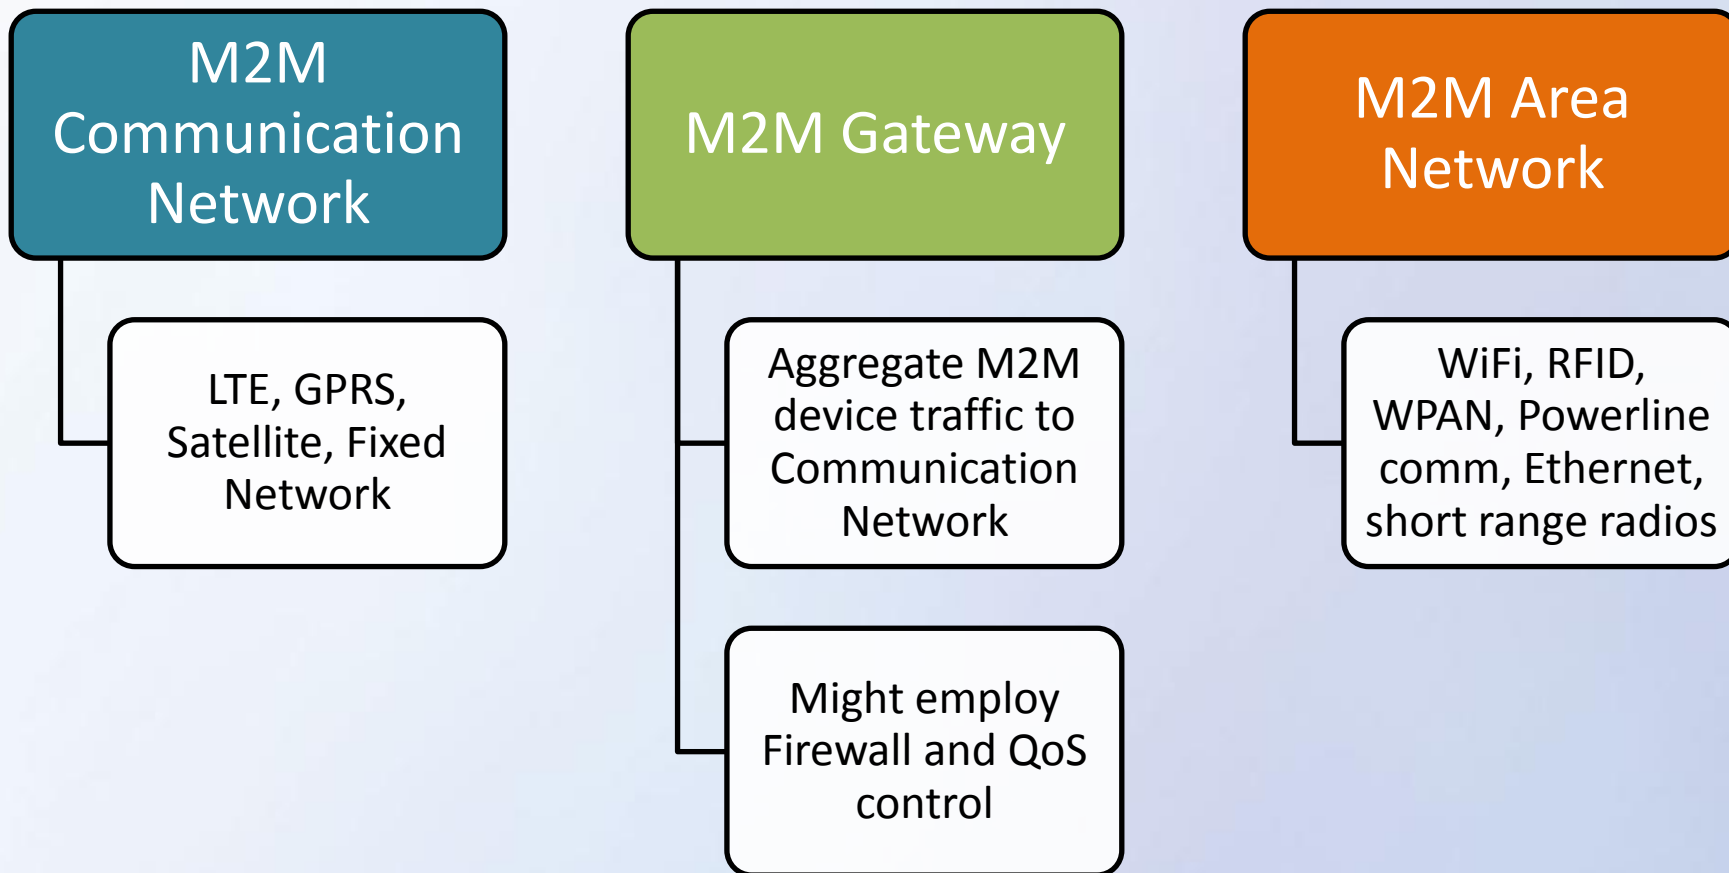 M2M
Communication
Network
LTE, GPRS,
Satellite, Fixed
Network
M2M Gateway
Aggregate M2M
device traffic to
Communication
Network
Might employ
Firewall and QoS
control
M2M Area
Network
WiFi, RFID,
WPAN, Powerline
comm, Ethernet,
short range radios